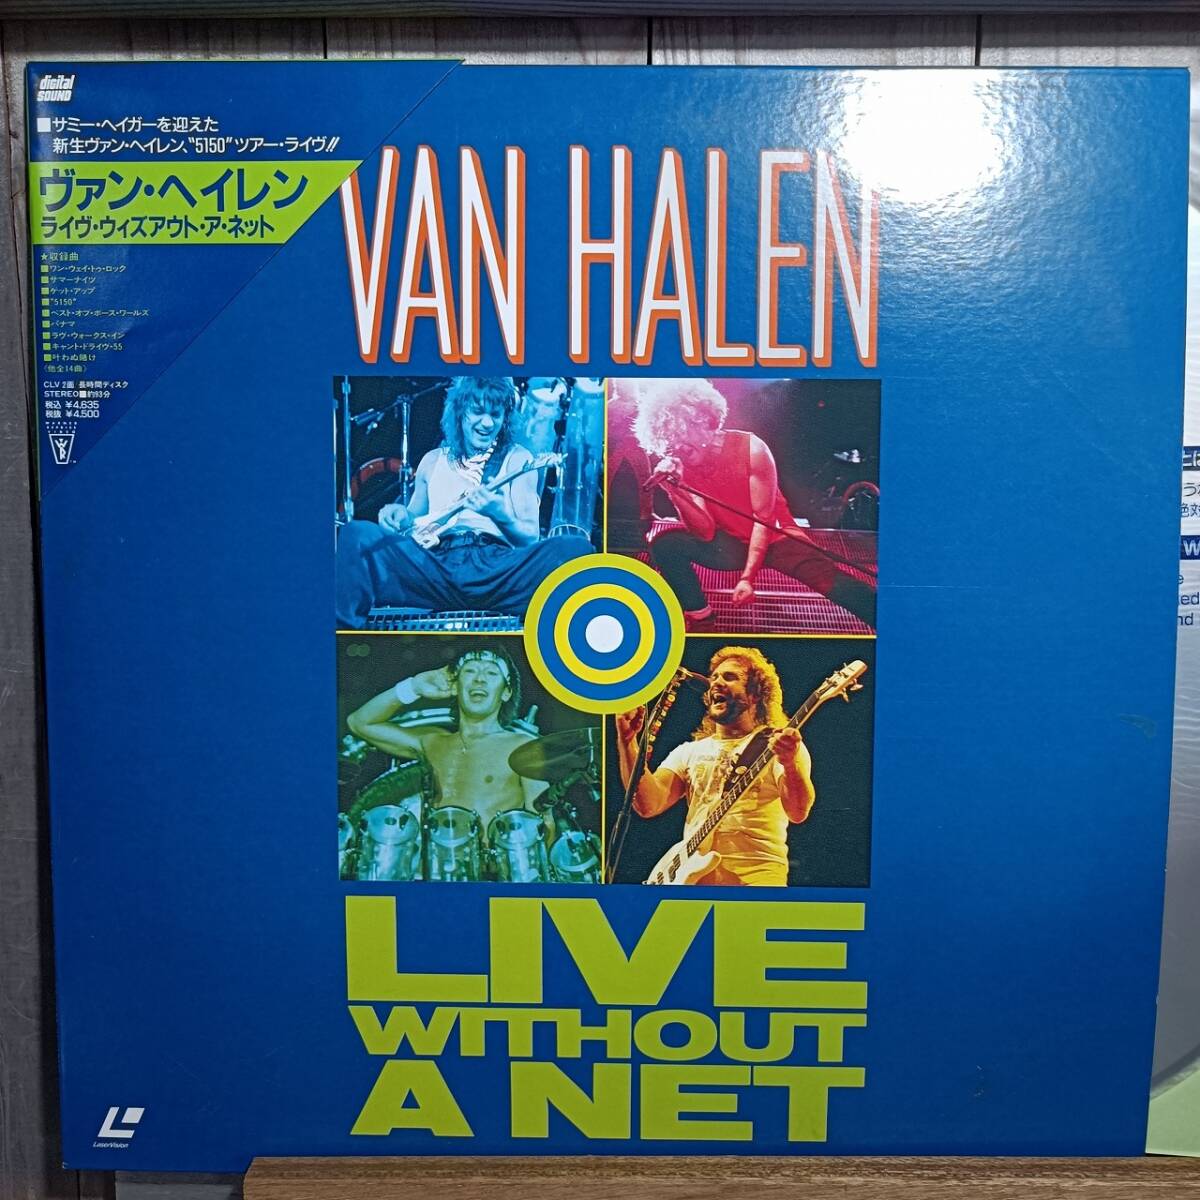 digital
SOUND
■サミー・ヘイガーを迎えた
新生ヴァン・ヘイレン、“5150”ツアー・ライヴ!!
ヴァン・ヘイレン
ライヴ・ウィズアウト・ア・ネット
★収録曲
■ワン・ウェイ・トゥ・ロック
■サマーナイツ
■ゲット・アップ
■“5150”
■ベスト・オブ・ボース・ワールズ
■パナマ
■ラヴ・ウォークス・イン
■キャント・ドライヴ・55
■叶わぬ賭け
(他全14曲)
CLV 2面/長時間ディスク
STEREO■約93分
税込 ¥4,635
税抜 ¥4,500
WARNER
VAN HALEN
LIVE
WITHOUT
A NET
LaserVision